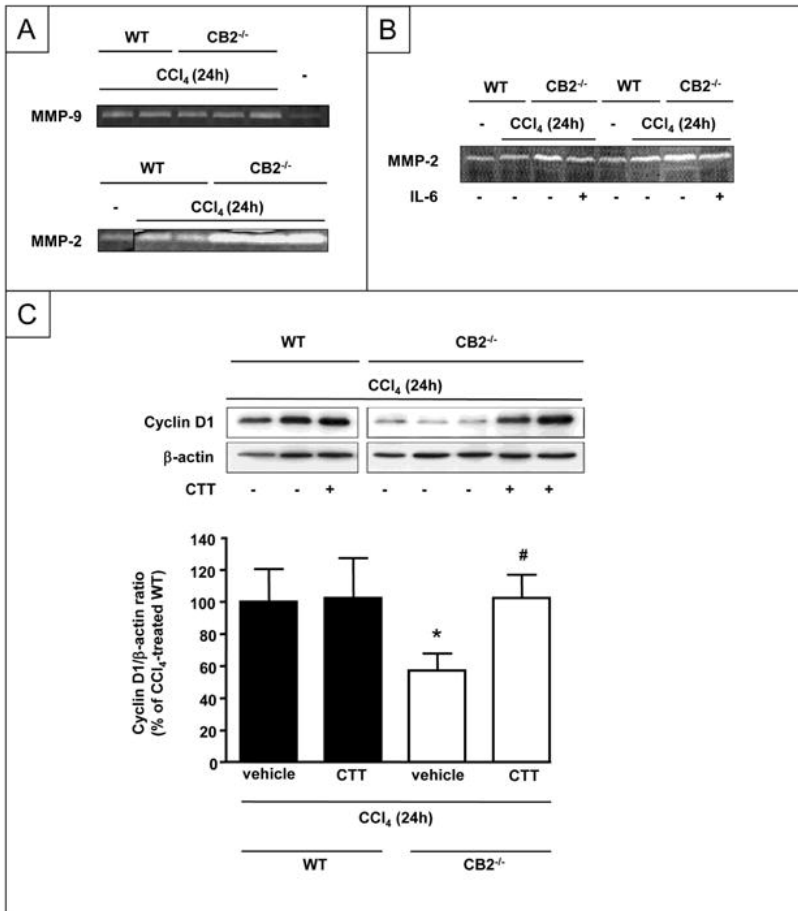 A
WT CB2-/-
CCl4 (24h) -
MMP-9
WT CB2-/-
- CCl4 (24h)
MMP-2
B
WT CB2-/- WT CB2-/-
- CCl4 (24h) - CCl4 (24h)
MMP-2
IL-6 - - - + - - - +
C
WT CB2-/-
CCl4 (24h)
Cyclin D1
β-actin
CTT - - + - - - + +
Cyclin D1/β-actin ratio
(% of CCl4-treated WT)
140
120
100
80
60
40
20
0
* #
vehicle CTT vehicle CTT
CCl4 (24h)
WT CB2-/-